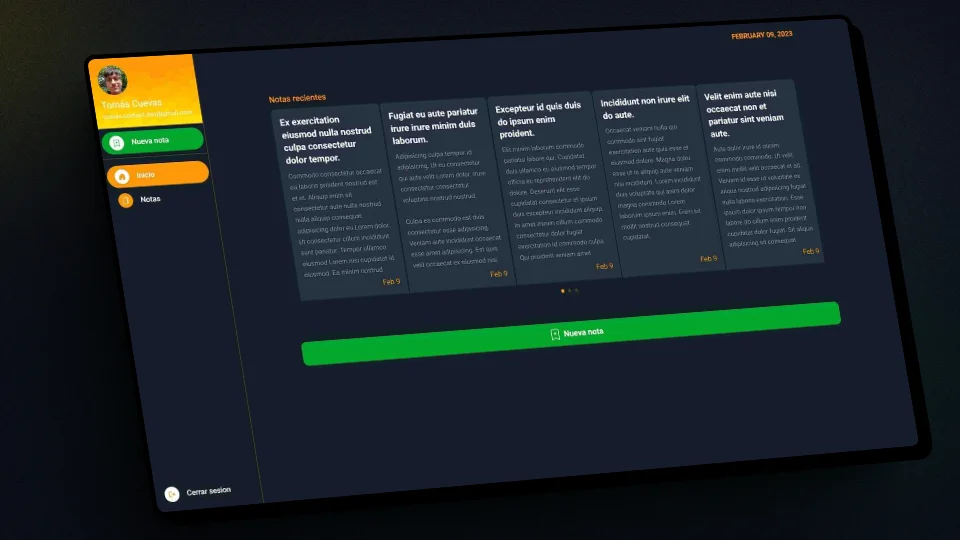 FEBRUARY 09, 2023
Tomás Cuevas
Nueva nota
Inicio
Notas
Cerrar sesion
Notas recientes
Ex exercitation
eiusmod nulla nostrud
culpa consectetur
dolor tempor.
Commodo consectetur occaecat
ea laboris proident nostrud est
et et. Aliquip enim sit
consectetur aute nulla nostrud
nulla aliquip consequat
adipisicing dolor eu Lorem dolor.
Ut consectetur cillum incididunt
sunt pariatur. Tempor ullamco
eiusmod Lorem nisi cupidatat id
eiusmod. Ea minim nostrud
Feb 9
Fugiat eu aute pariatur
irure irure minim duis
laborum.
Adipisicing culpa tempor id
adipisicing. Ut eu consectetur
qui aute velit Lorem dolor. Irure
consectetur consectetur
voluptate nostrud.
Culpa ex commodo est duis
consectetur esse adipisicing.
Veniam aute incididunt occaecat
esse amet adipisicing. Est quis
velit occaecat ex eiusmod nisi
Feb 9
Excepteur id quis duis
do ipsum enim
proident.
Elit minim laborum commodo
pariatur labore qui. Cupidatat
duis ullamco eu eiusmod tempor
officia eu reprehenderit elit do
dolore. Deserunt elit esse
cupidatat consectetur et ipsum
duis excepteur incididunt aliquip.
In amet minim cillum commodo
consectetur dolor fugiat
exercitation id commodo culpa.
Qui proident veniam amet
Feb 9
Incididunt non irure elit
do aute.
Occaecat veniam nulla qui
commodo sint fugiat
exercitation aute quis esse et
eiusmod dolore. Magna dolor
esse ut in aliquip aute veniam
nisi incididunt. Lorem incididunt
duis voluptate qui anim dolor
magna commodo Lorem
laborum ipsum veniam. Enim sit
mollit nostrud consequat
cupidatat.
Feb 9
Velit enim aute nisi
occaecat non et
pariatur sint veniam
aute.
Aute dolor irure id minim
commodo commodo. Ut velit
enim mollit velit occaecat et ad.
Veniam id esse ut voluptate eu
aliqua nostrud adipisicing fugiat
nulla laboris exercitation. Esse
ipsum dolor ipsum tempor non
labore do cillum enim proident
cupidatat dolor fugiat. Sit aliqua
adipisicing sit consequat
Feb 9
Nueva nota